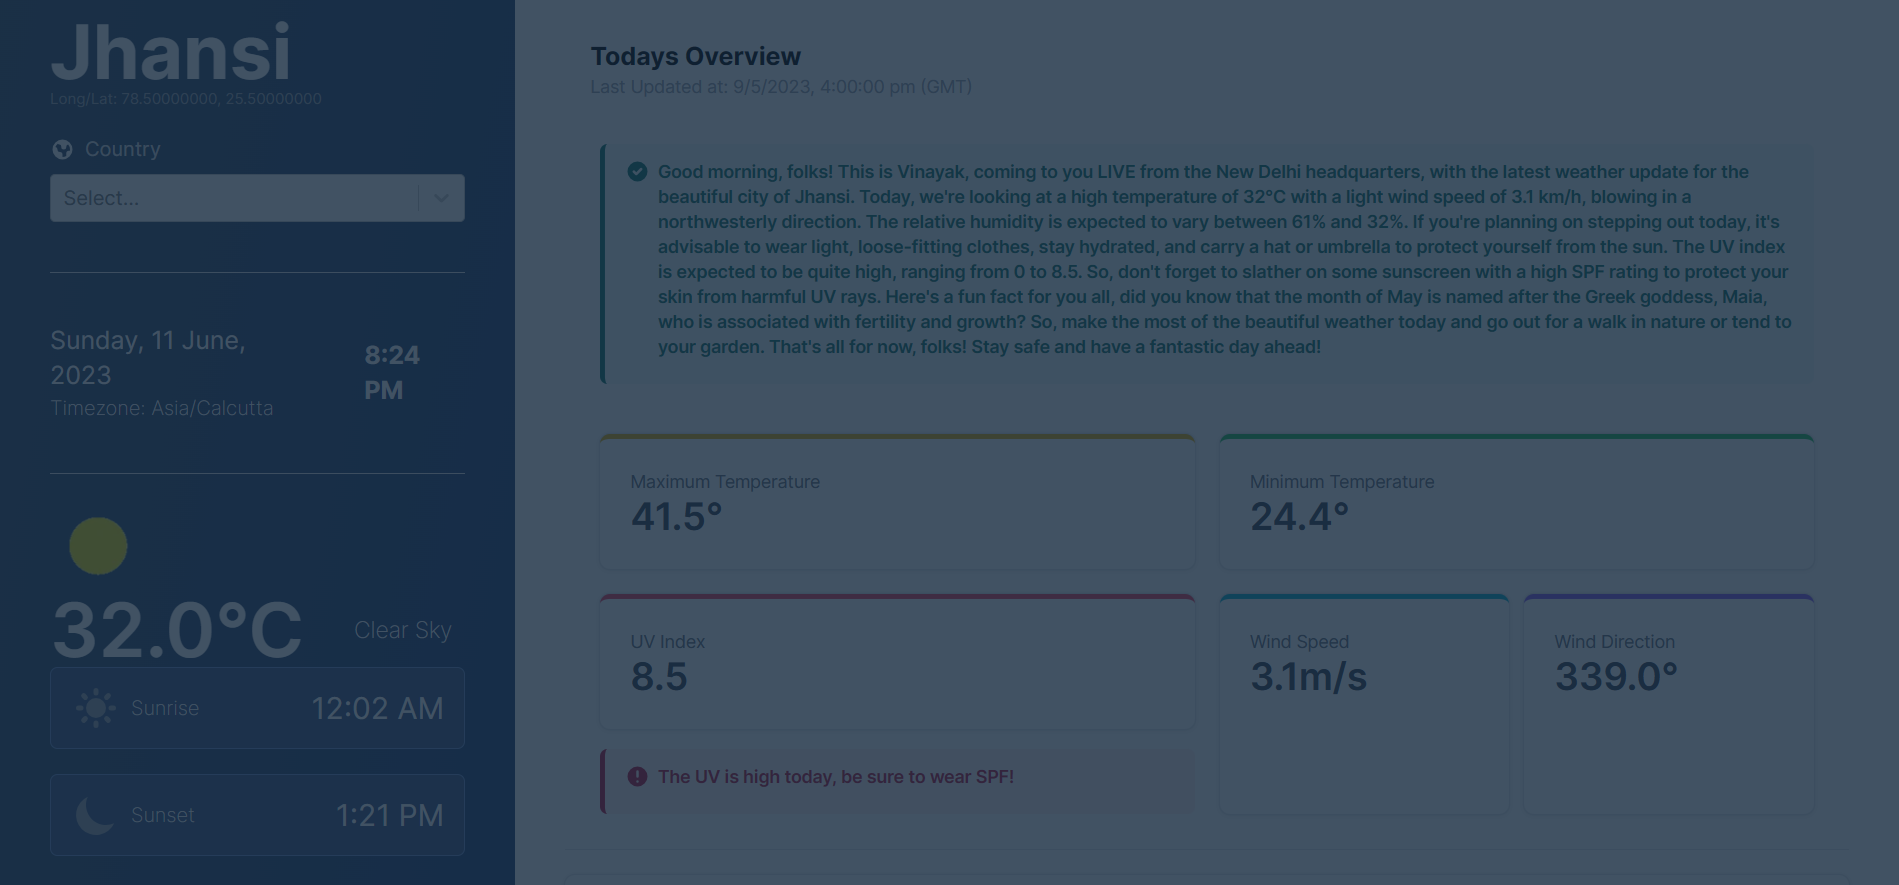 Jhansi
Long/Lat: 78.50000000, 25.50000000
Country
Select...
Sunday, 11 June,
2023
8:24
PM
Timezone: Asia/Calcutta
32.0°C
Clear Sky
Sunrise
12:02 AM
Sunset
1:21 PM
Todays Overview
Last Updated at: 9/5/2023, 4:00:00 pm (GMT)
Good morning, folks! This is Vinayak, coming to you LIVE from the New Delhi headquarters, with the latest weather update for the
beautiful city of Jhansi. Today, we're looking at a high temperature of 32°C with a light wind speed of 3.1 km/h, blowing in a
northwesterly direction. The relative humidity is expected to vary between 61% and 32%. If you're planning on stepping out today, it's
advisable to wear light, loose-fitting clothes, stay hydrated, and carry a hat or umbrella to protect yourself from the sun. The UV index
is expected to be quite high, ranging from 0 to 8.5. So, don't forget to slather on some sunscreen with a high SPF rating to protect your
skin from harmful UV rays. Here's a fun fact for you all, did you know that the month of May is named after the Greek goddess, Maia,
who is associated with fertility and growth? So, make the most of the beautiful weather today and go out for a walk in nature or tend to
your garden. That's all for now, folks! Stay safe and have a fantastic day ahead!
Maximum Temperature
41.5°
Minimum Temperature
24.4°
UV Index
8.5
Wind Speed
3.1m/s
Wind Direction
339.0°
The UV is high today, be sure to wear SPF!